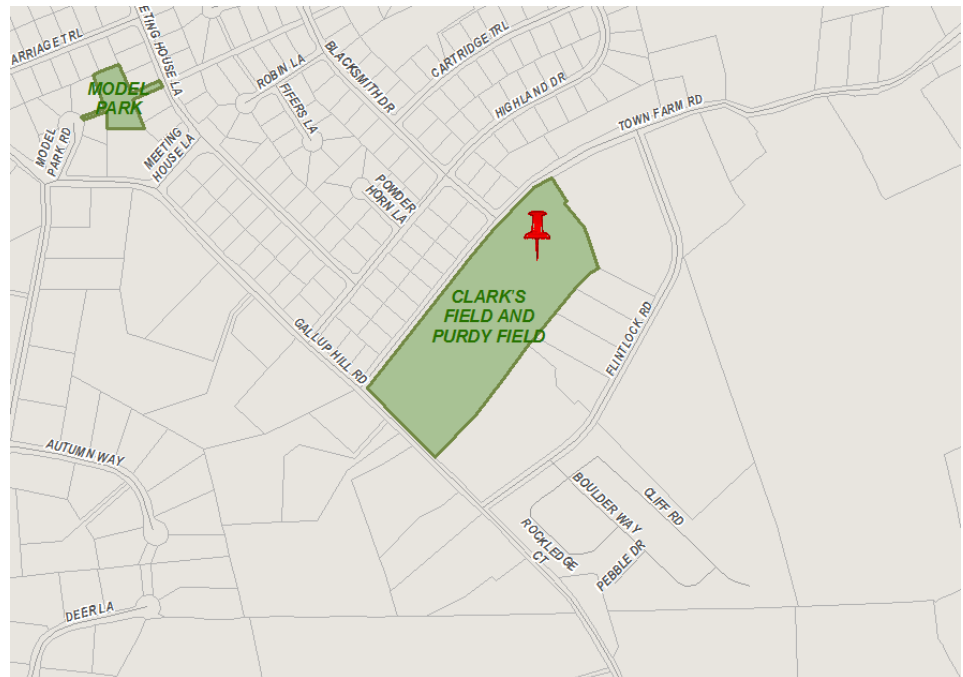 ARRIAGE TRL
EETING HOUSE LA
ROBIN LA
BLACKSMITH DR
CARTRIDGE TRL
FIFERS LA
HIGHLAND DR
TOWN FARM RD
MODEL
PARK
MODEL
PARK RD
MEETING
HOUSE LA
POWDER
HORN LA
CLARK'S
FIELD AND
PURDY FIELD
GALLUP HILL RD
FLINTLOCK RD
AUTUMN WAY
BOULDER WAY
CLIFF RD
ROCKLEDGE
CT
PEBBLE DR
DEER LA